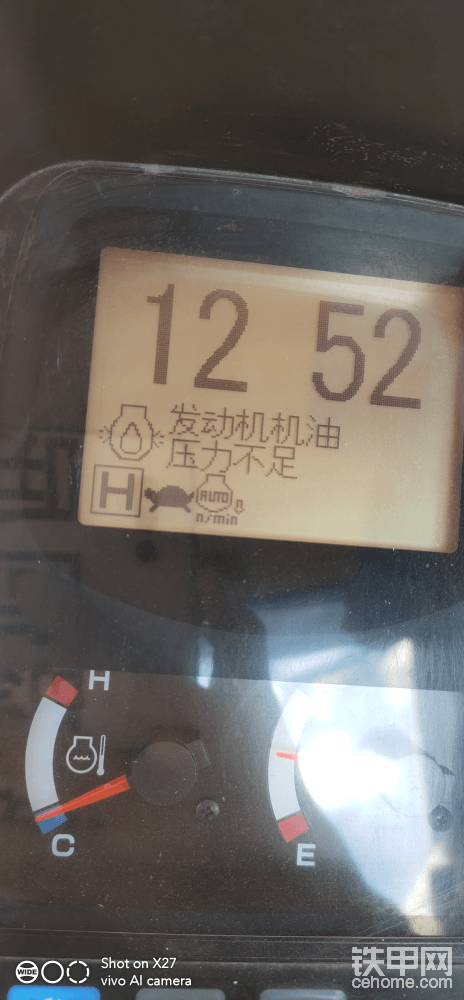 12 52
发动机机油
压力不足
H
AUTO
n/min
H
C
E
WIDE
Shot on X27
vivo AI camera
铁甲网
cehome.com